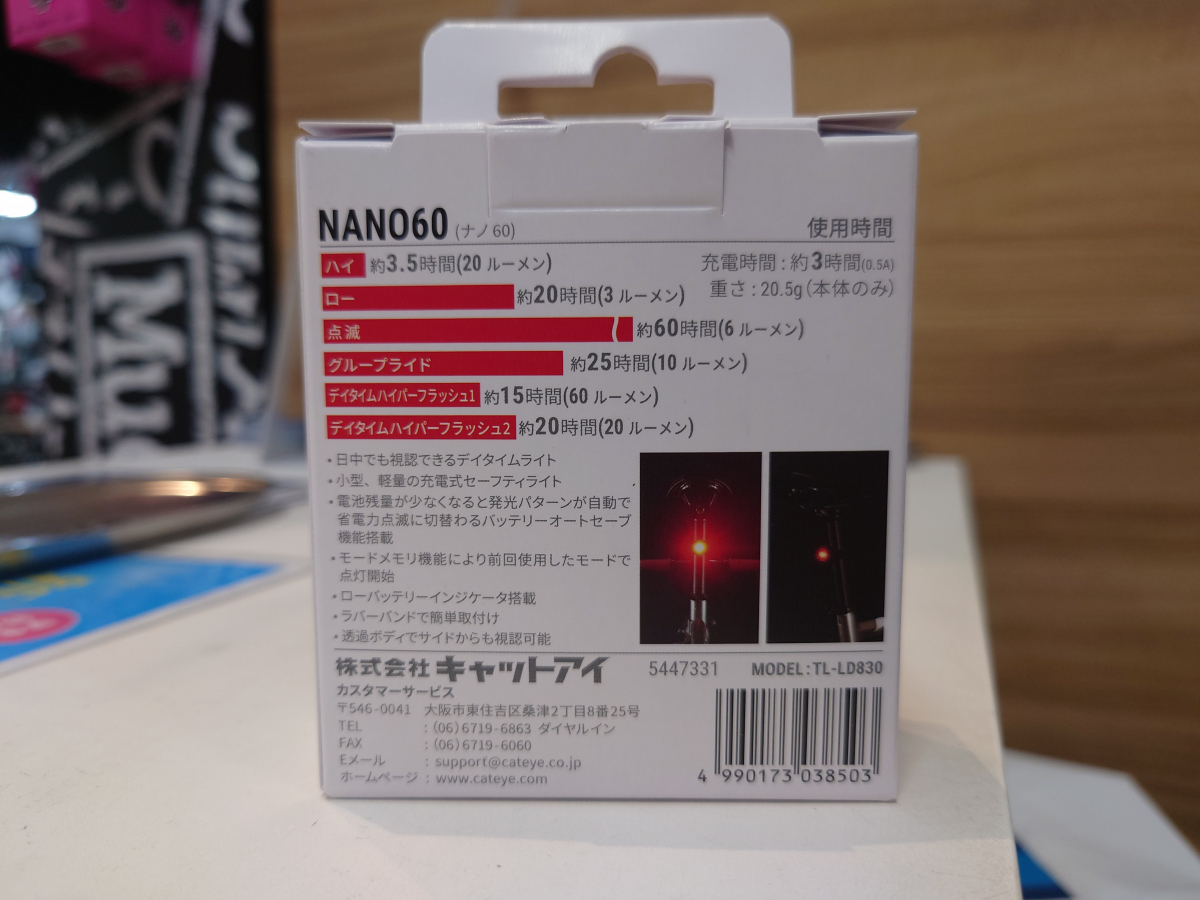 NANO60 (ナノ60) 使用時間
ハイ 約3.5時間(20 ルーメン) 充電時間 : 約3時間(0.5A)
ロー 約20時間(3 ルーメン) 重さ : 20.5g(本体のみ)
点滅 約60時間(6 ルーメン)
グループライド 約25時間(10 ルーメン)
デイタイムハイパーフラッシュ1 約15時間(60 ルーメン)
デイタイムハイパーフラッシュ2 約20時間(20 ルーメン)
・日中でも視認できるデイタイムライト
・小型、軽量の充電式セーフティライト
・電池残量が少なくなると発光パターンが自動で
省電力点滅に切替わるバッテリーオートセーブ
機能搭載
・モードメモリ機能により前回使用したモードで
点灯開始
・ローバッテリーインジケータ搭載
・ラバーバンドで簡単取付け
・透過ボディでサイドからも視認可能
株式会社 キャットアイ 5447331 MODEL : TL-LD830
カスタマーサービス
〒546-0041 大阪市東住吉区桑津2丁目8番25号
TEL : (06)6719-6863 ダイヤルイン
FAX : (06)6719-6060
Eメール : support@cateye.co.jp
ホームページ : www.cateye.com
4 990173 038503
Muc